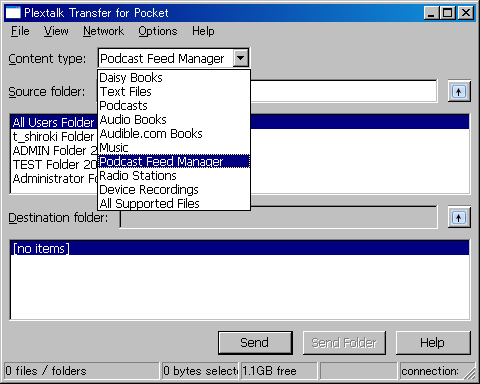 Plextalk Transfer for Pocket
File View Network Options Help
Content type: Podcast Feed Manager
Daisy Books
Source folder:
Text Files
Podcasts
Audio Books
Audible.com Books
Music
Podcast Feed Manager
Radio Stations
Device Recordings
All Supported Files
All Users Folder
t_shiroki Folder
ADMIN Folder 2
TEST Folder 20
Administrator Fo
Destination folder:
[no items]
Send Send Folder Help
0 files / folders 0 bytes select 1.1GB free connection: